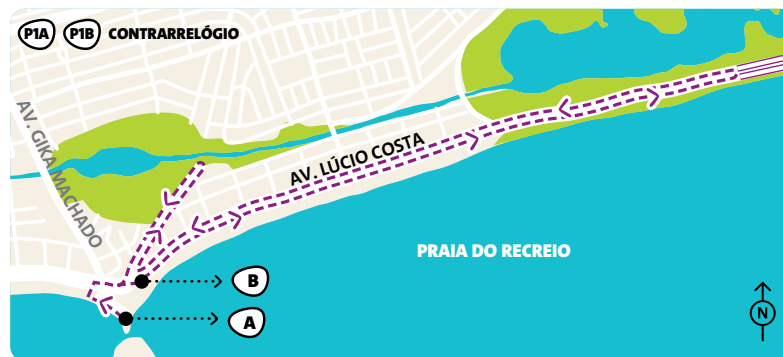 P1A P1B CONTRARRELÓGIO
AV. GIKA MACHADO
AV. LÚCIO COSTA
PRAIA DO RECREIO
B
A
N